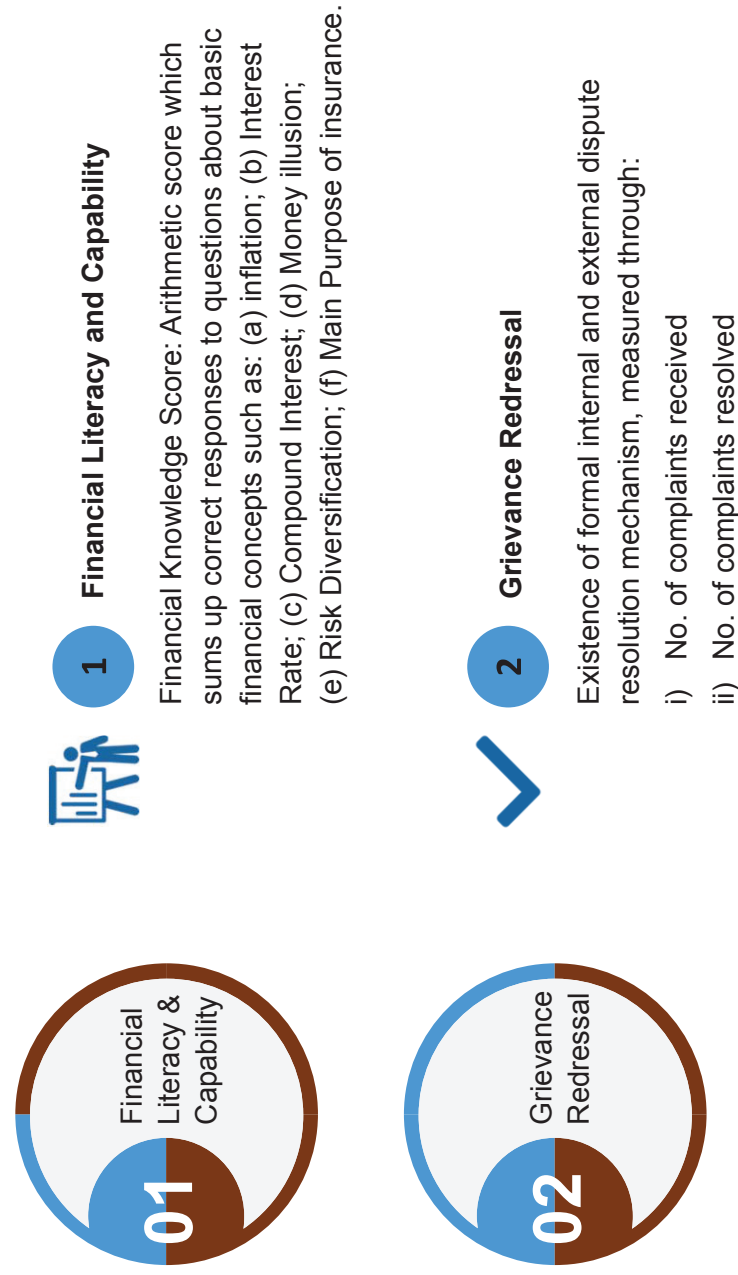 01
Financial
Literacy &
Capability
1
Financial Literacy and Capability
Financial Knowledge Score: Arithmetic score which
sums up correct responses to questions about basic
financial concepts such as: (a) inflation; (b) Interest
Rate; (c) Compound Interest; (d) Money illusion;
(e) Risk Diversification; (f) Main Purpose of insurance.
02
Grievance
Redressal
2
Grievance Redressal
Existence of formal internal and external dispute
resolution mechanism, measured through:
i) No. of complaints received
ii) No. of complaints resolved